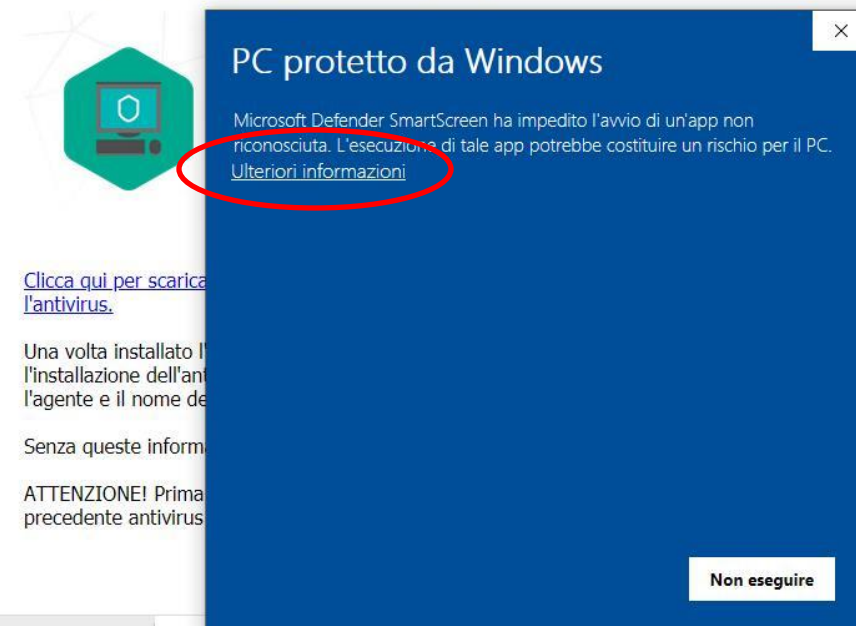 PC protetto da Windows
Microsoft Defender SmartScreen ha impedito l'avvio di un'app non
riconosciuta. L'esecuzione di tale app potrebbe costituire un rischio per il PC.
Ulteriori informazioni
Clicca qui per scarica
l'antivirus.
Una volta installato l'
l'installazione dell'ant
l'agente e il nome de
Senza queste informa
ATTENZIONE! Prima
precedente antivirus
Non eseguire